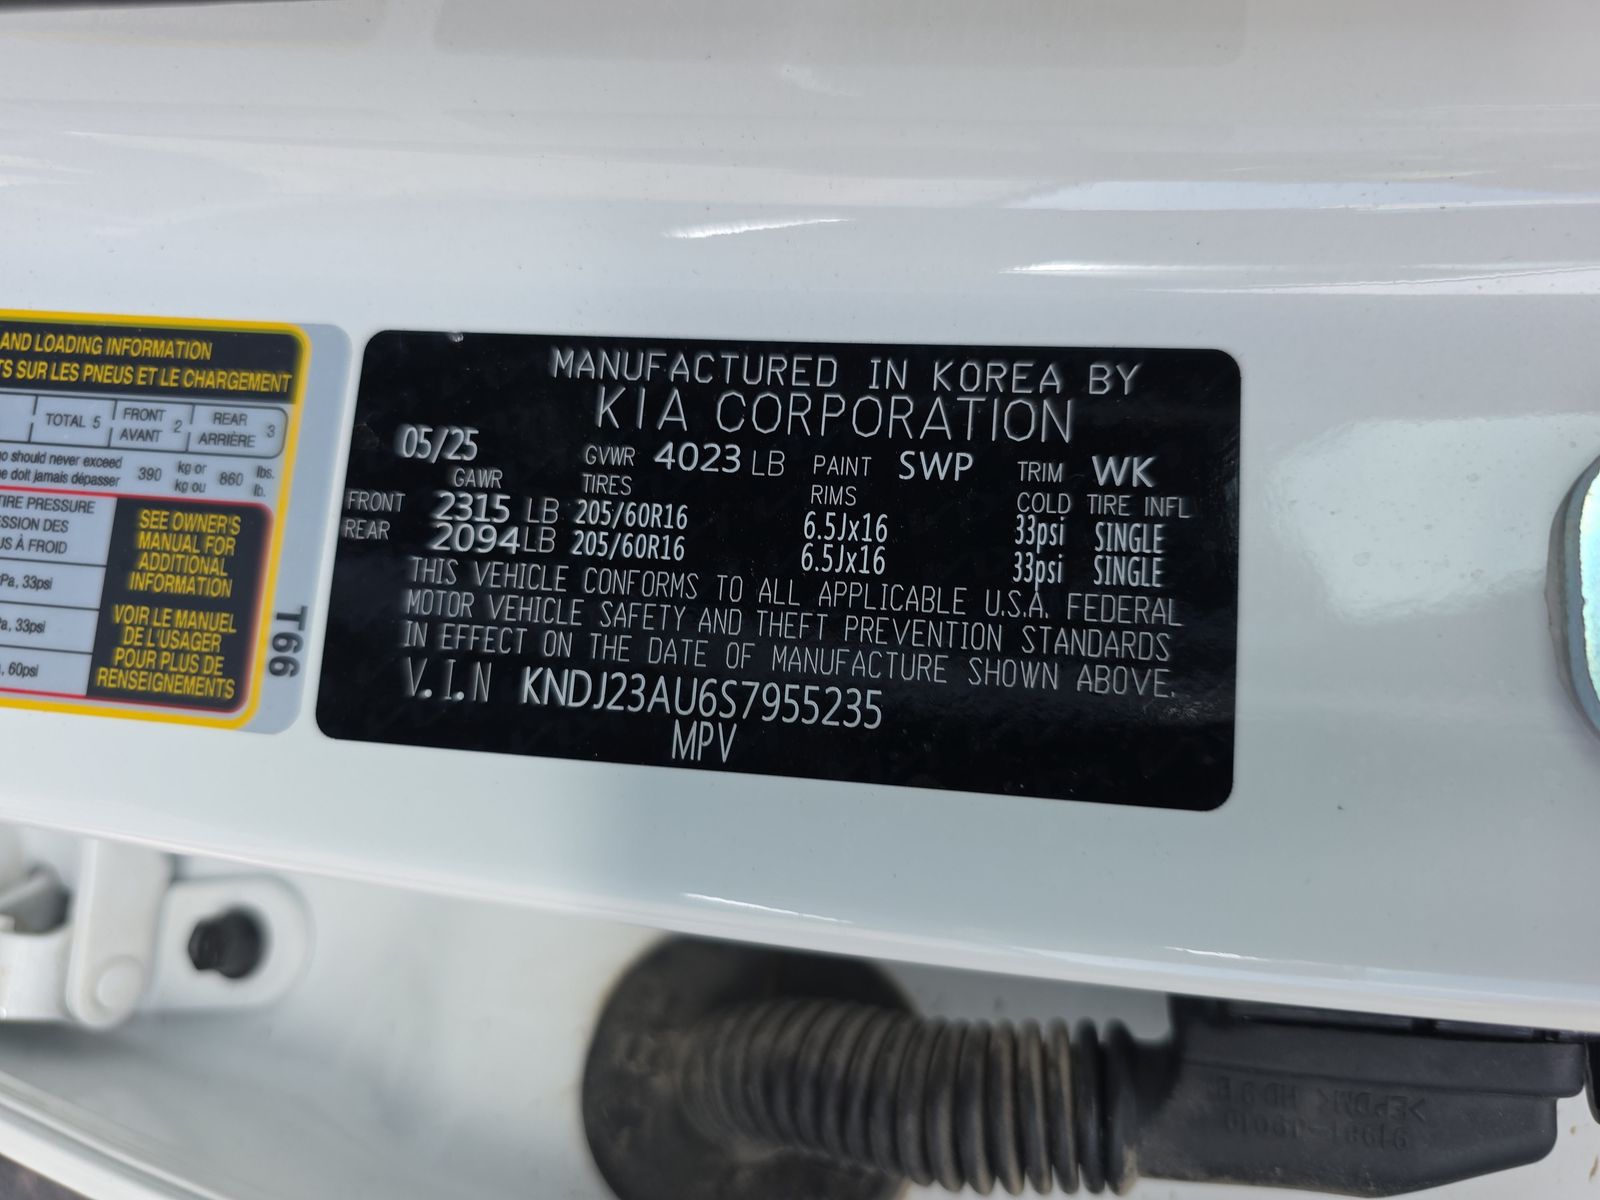 AND LOADING INFORMATION
TS SUR LES PNEUS ET LE CHARGEMENT
TOTAL 5 FRONT AVANT 2 REAR ARRIÈRE 3
should never exceed 390 kg or 860 lbs.
doit jamais dépasser kg ou lb.
TIRE PRESSURE
DES
À FROID
33psi
33psi
60psi
SEE OWNER'S
MANUAL FOR
ADDITIONAL
INFORMATION
VOIR LE MANUEL
DE L'USAGER
POUR PLUS DE
RENSEIGNEMENTS
T66
MANUFACTURED IN KOREA BY
KIA CORPORATION
05/25 GVWR 4023 LB PAINT SWP TRIM WK
GAWR TIRES RIMS COLD TIRE INFL
FRONT 2315 LB 205/60R16 6.5Jx16 33psi SINGLE
REAR 2094 LB 205/60R16 6.5Jx16 33psi SINGLE
THIS VEHICLE CONFORMS TO ALL APPLICABLE U.S.A. FEDERAL
MOTOR VEHICLE SAFETY AND THEFT PREVENTION STANDARDS
IN EFFECT ON THE DATE OF MANUFACTURE SHOWN ABOVE.
V.I.N KNDJ23AU6S7955235
MPV
>EPDM<